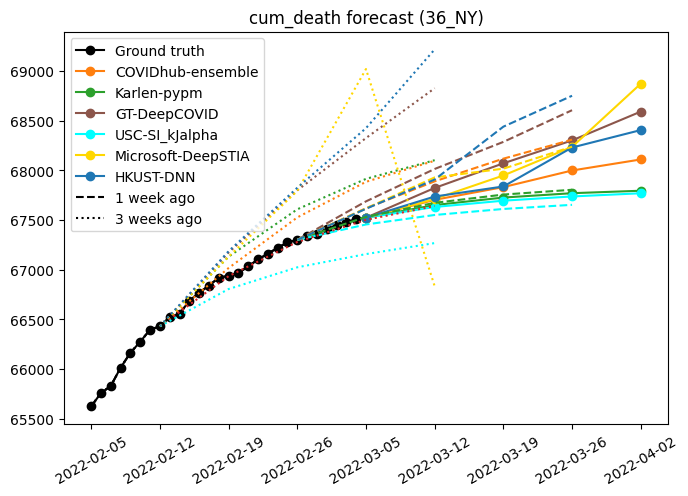 cum_death forecast (36_NY)
Ground truth
COVIDhub-ensemble
Karlen-pypm
GT-DeepCOVID
USC-SI_kJalpha
Microsoft-DeepSTIA
HKUST-DNN
1 week ago
3 weeks ago
69000
68500
68000
67500
67000
66500
66000
65500
2022-02-05
2022-02-12
2022-02-19
2022-02-26
2022-03-05
2022-03-12
2022-03-19
2022-03-26
2022-04-02